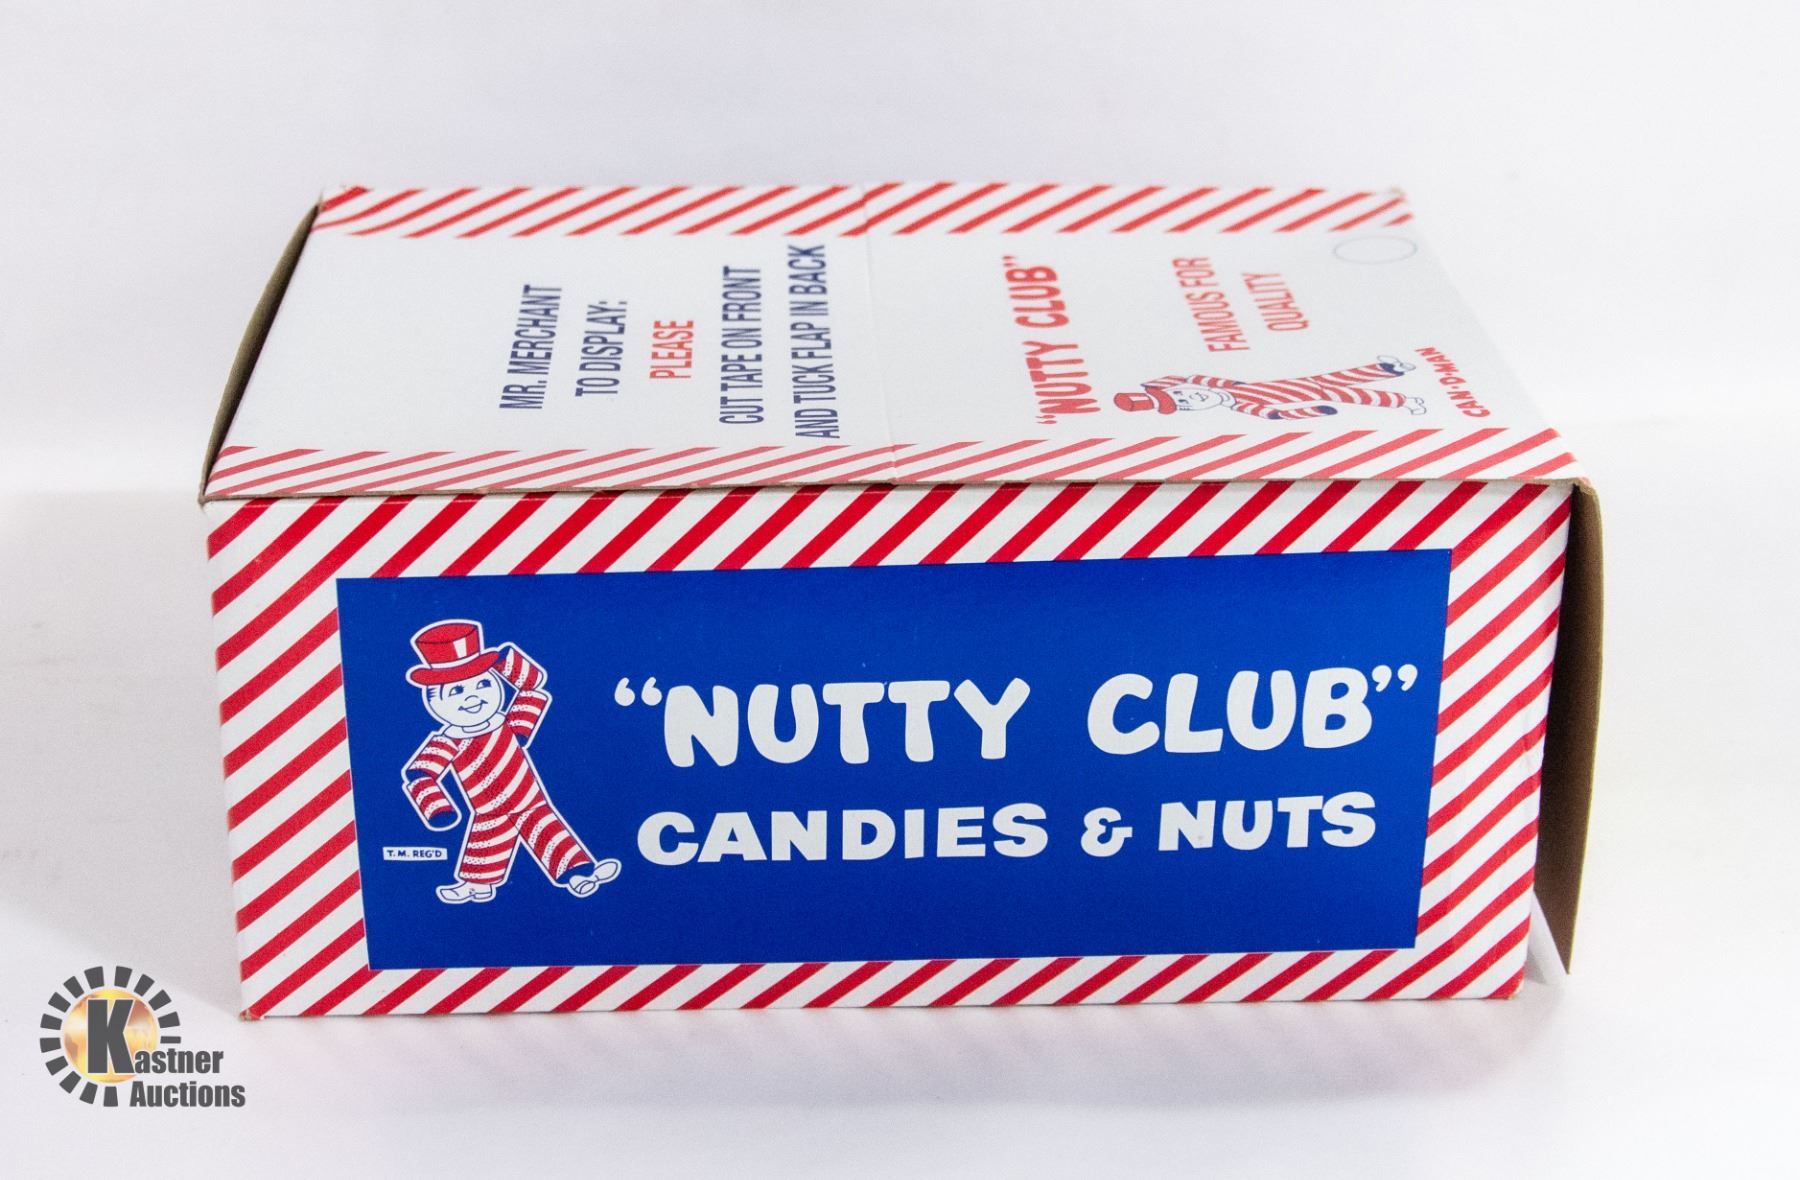 MR. MERCHANT
TO DISPLAY:
PLEASE
CUT TAPE ON FRONT
AND TUCK FLAP IN BACK
"NUTTY CLUB"
FAMOUS FOR
QUALITY
CAN-D-MAN
"NUTTY CLUB"
CANDIES & NUTS
T.M. REG'D
Kastner
Auctions